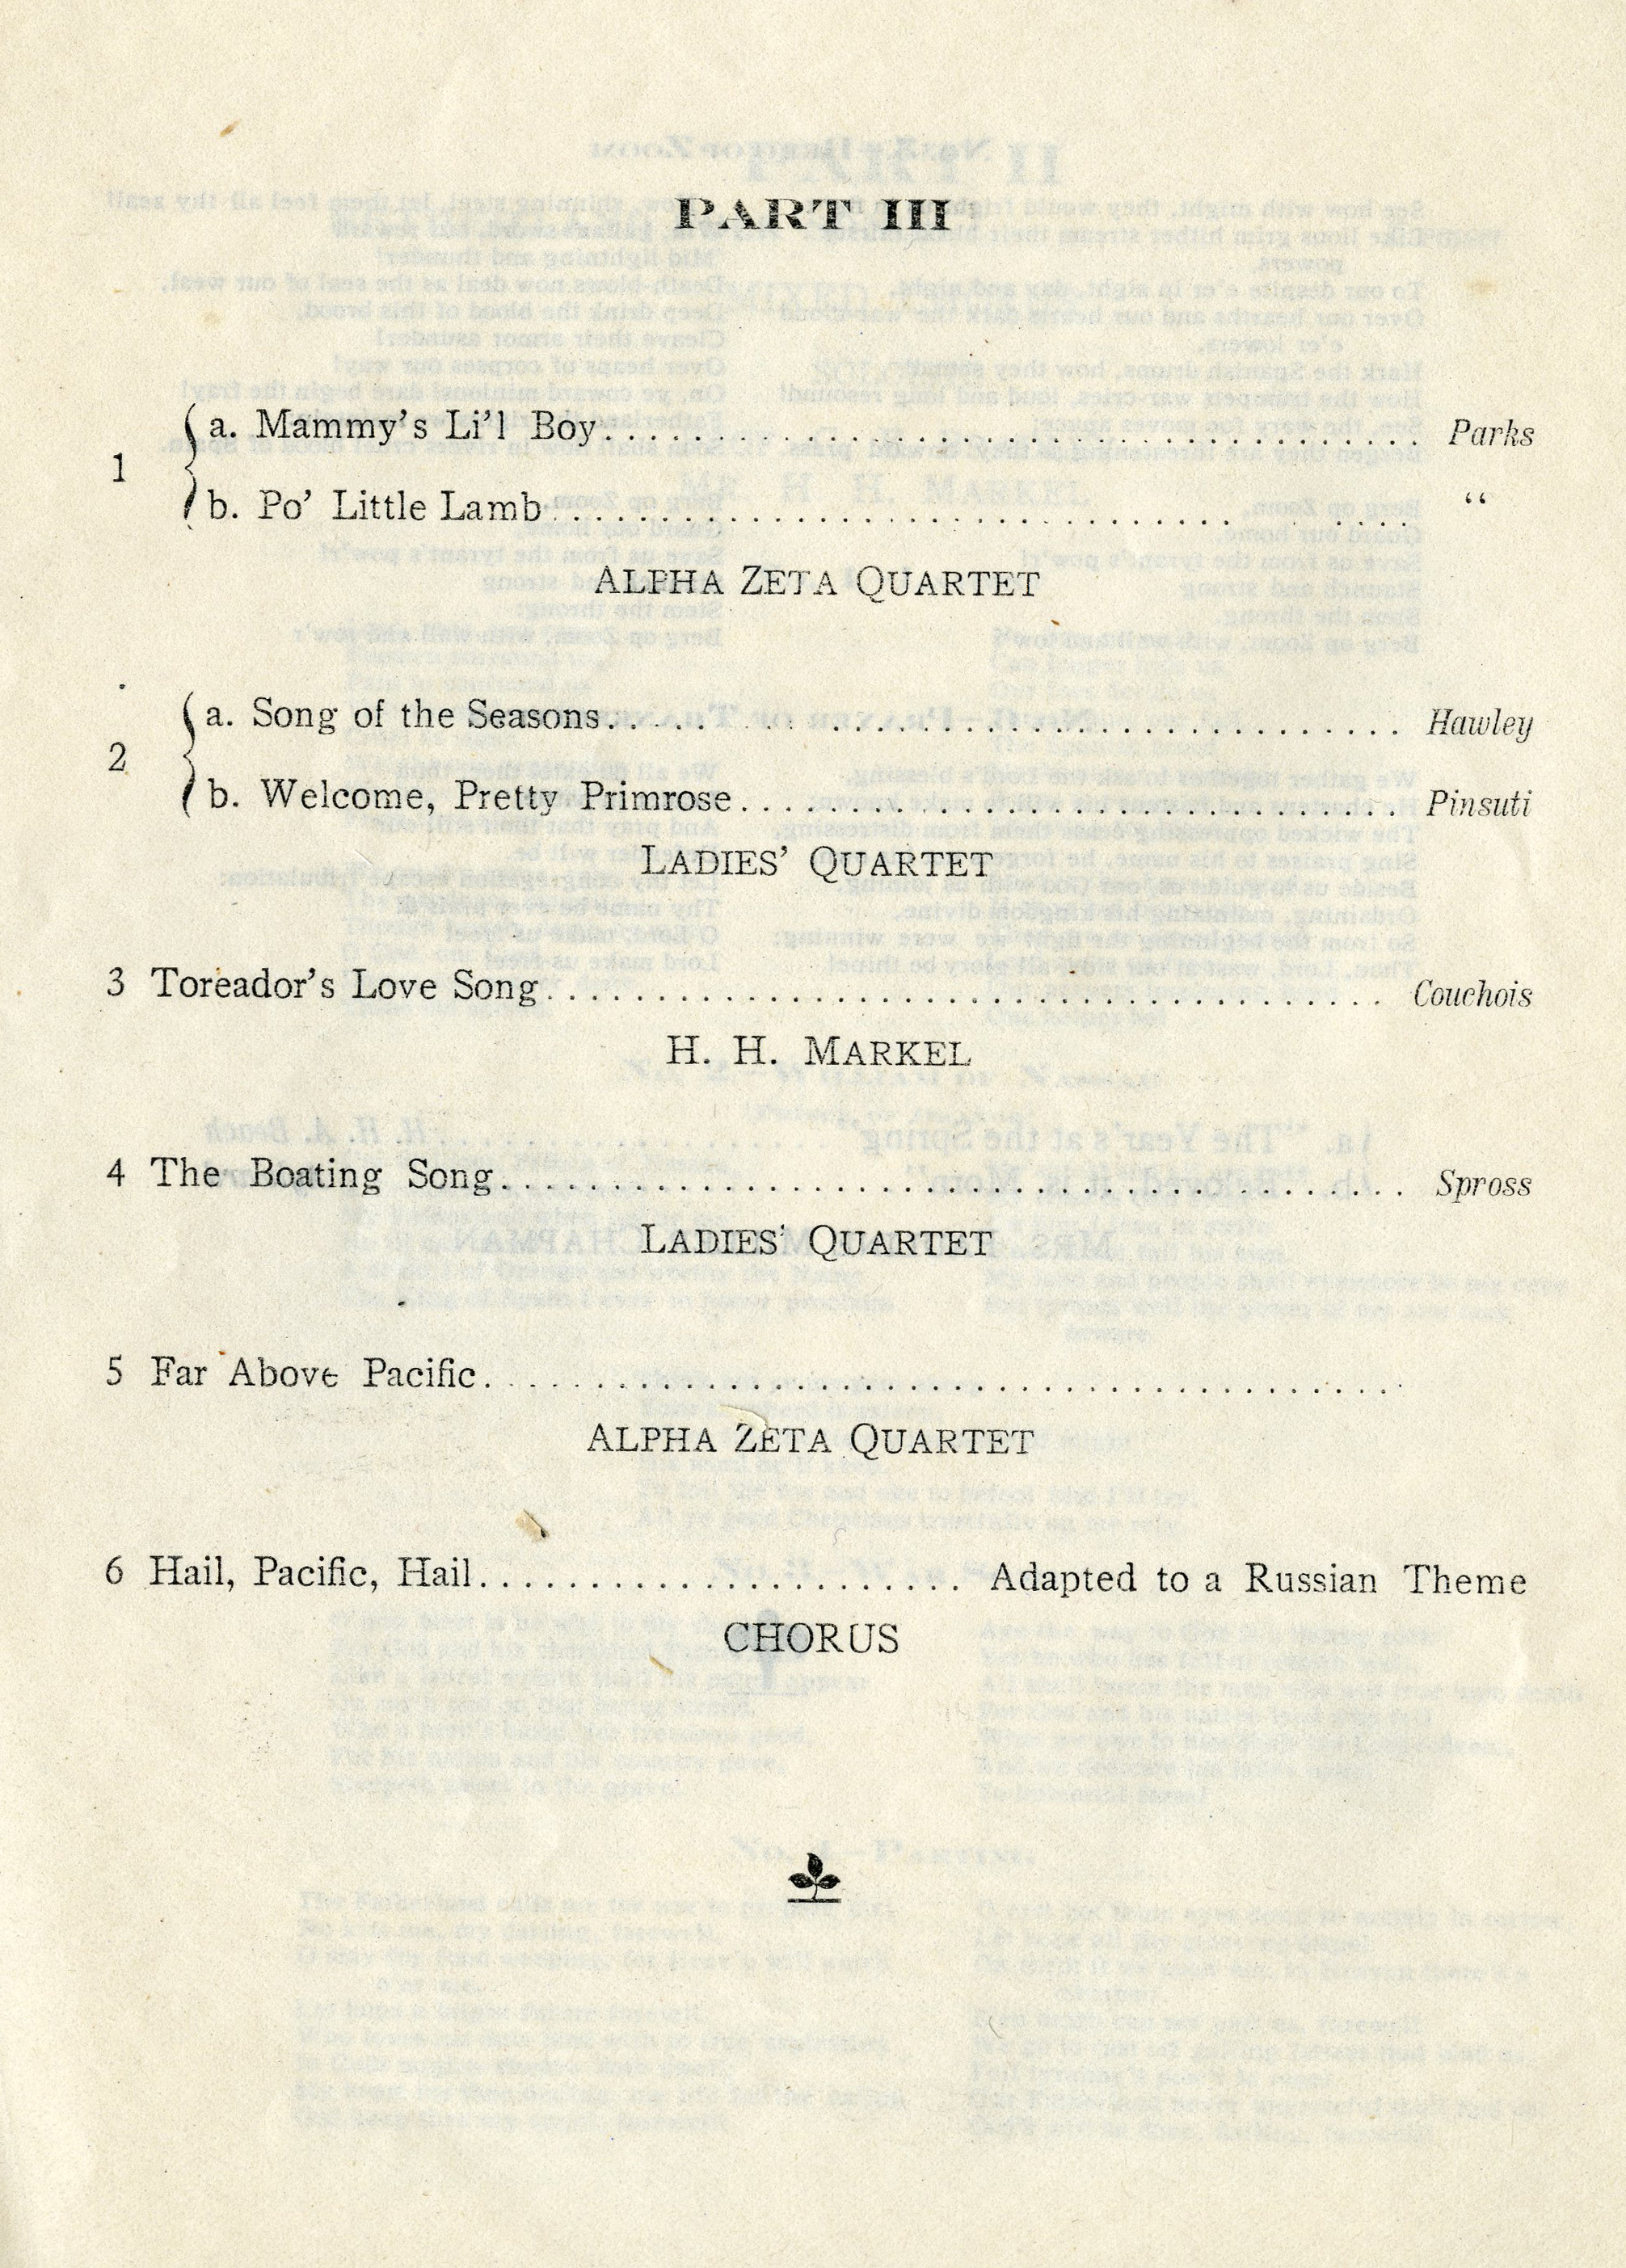 PART III
1
a. Mammy's Li'l Boy........................................ Parks
b. Po' Little Lamb........................................ “
ALPHA ZETA QUARTET
2
a. Song of the Seasons........................................ Hawley
b. Welcome, Pretty Primrose........................................ Pinsuti
LADIES' QUARTET
3 Toreador's Love Song........................................ Couchois
H. H. MARKEL
4 The Boating Song........................................ Spross
LADIES' QUARTET
5 Far Above Pacific........................................
ALPHA ZETA QUARTET
6 Hail, Pacific, Hail...................... Adapted to a Russian Theme
CHORUS